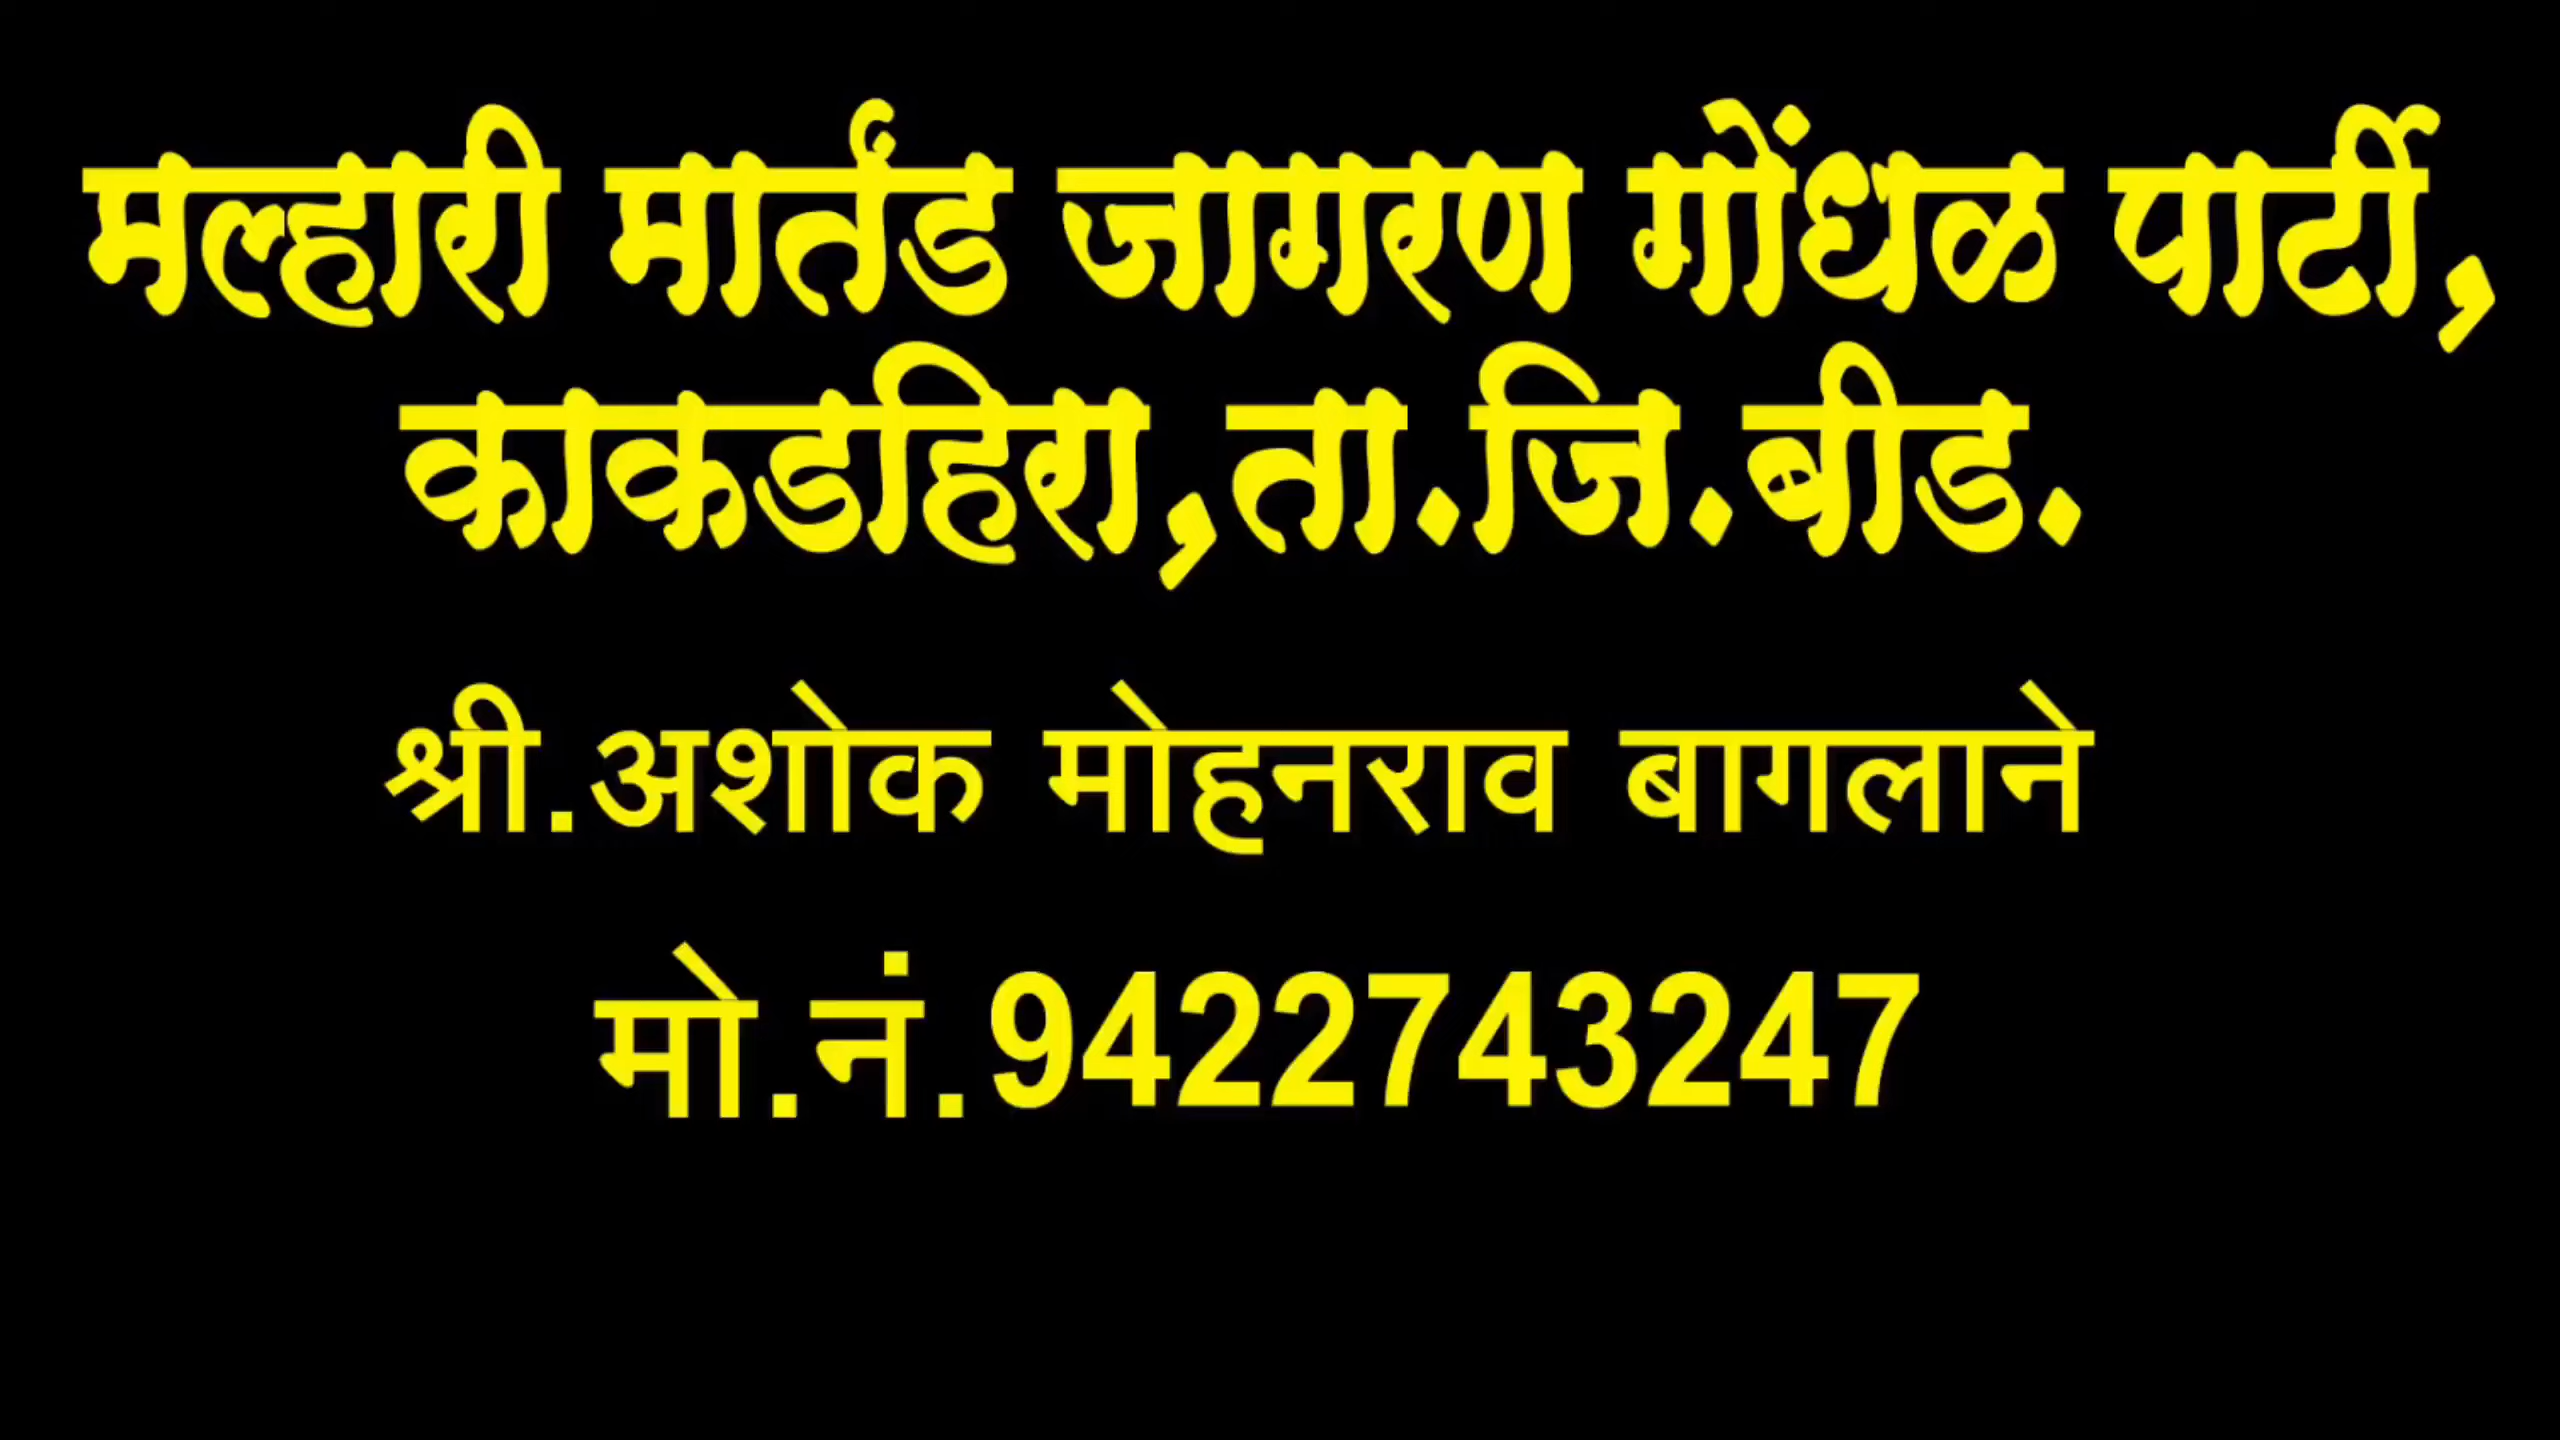 मल्हारी मार्तंड जागरण गोंधळ पार्टी,
काकडहिरा,ता.जि.बीड.
श्री.अशोक मोहनराव बागलाने
मो.नं.9422743247